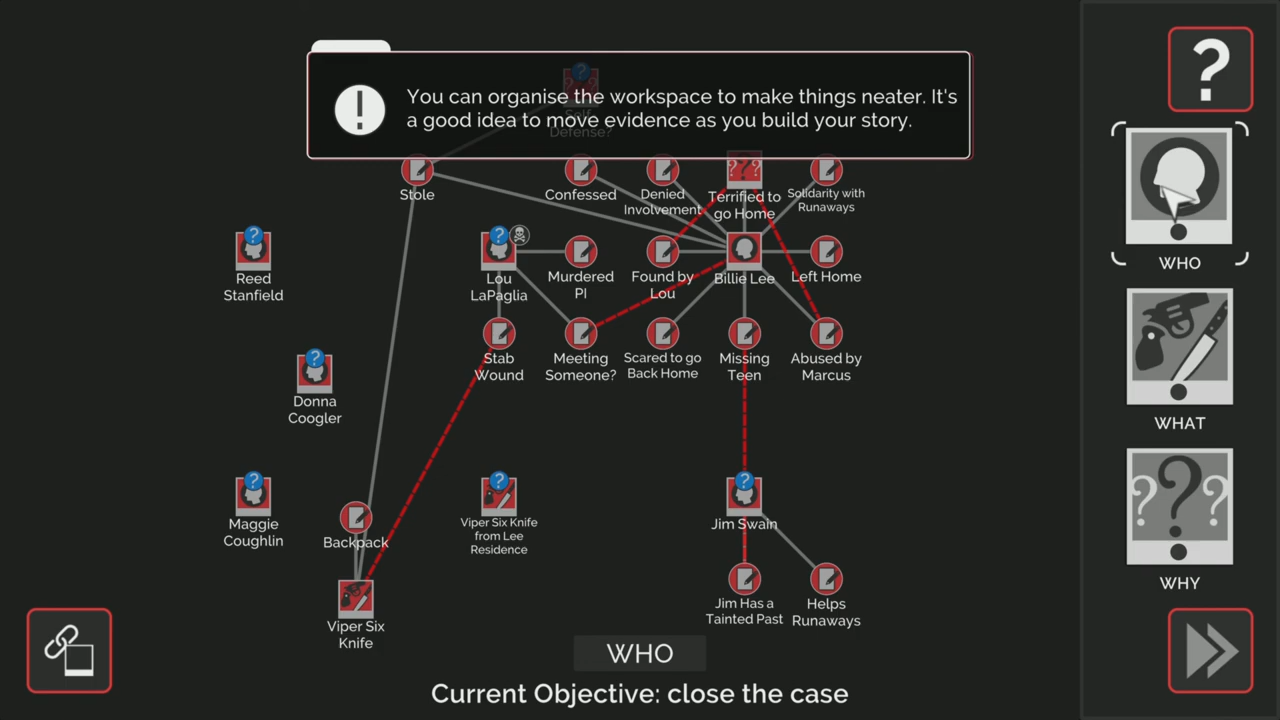 You can organise the workspace to make things neater. It's
a good idea to move evidence as you build your story.
Self
Defense?
Stole
Confessed
Denied
Involvement
Terrified to
go Home
Solidarity with
Runaways
Reed
Stanfield
Lou
LaPaglia
Murdered
PI
Found by
Lou
Billie Lee
Left Home
WHO
Donna
Coogler
Stab
Wound
Meeting
Someone?
Scared to go
Back Home
Missing
Teen
Abused by
Marcus
WHAT
Maggie
Coughlin
Backpack
Viper Six Knife
from Lee
Residence
Jim Swain
WHY
Viper Six
Knife
Jim Has a
Tainted Past
Helps
Runaways
WHO
Current Objective: close the case